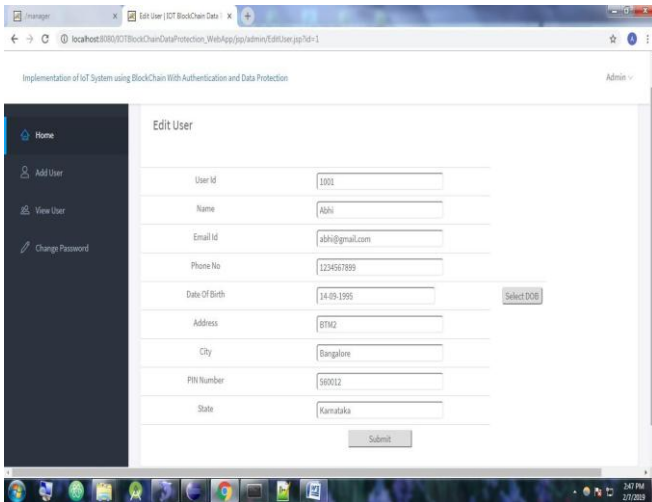 /manager
Edit User | IOT BlockChain Data
localhost:8080/IOTBlockChainDataProtection_WebApp/jsp/admin/EditUser.jsp?id=1
Implementation of IoT System using BlockChain With Authentication and Data Protection
Admin
Home
Add User
View User
Change Password
Edit User
User Id 1001
Name Abhi
Email Id abhi@gmail.com
Phone No 1234567899
Date Of Birth 14-09-1995 Select DOB
Address BTM2
City Bangalore
PIN Number 560012
State Karnataka
Submit
2:47 PM
2/7/2019